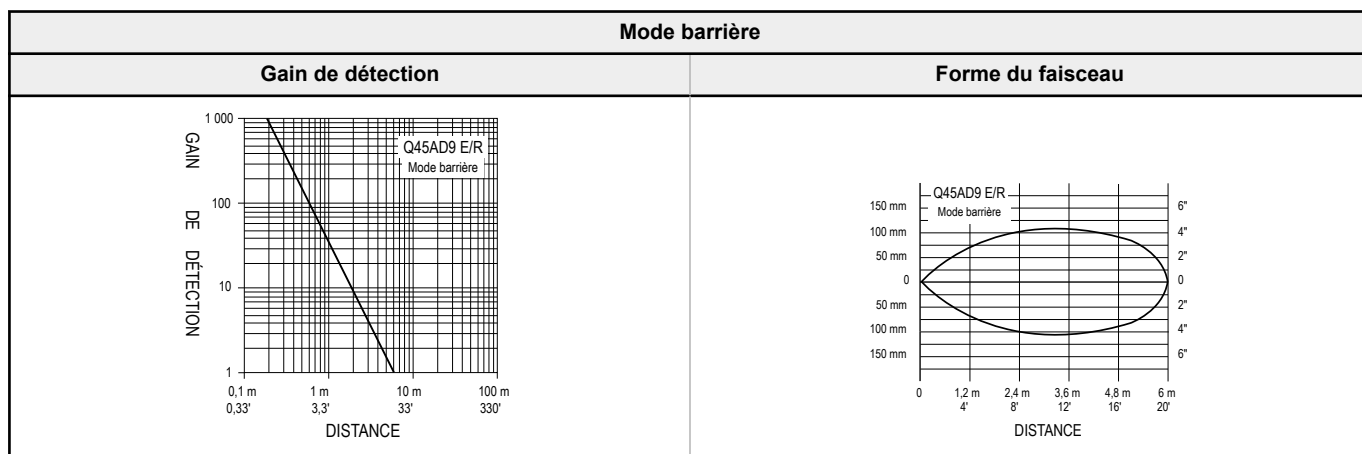 Mode barrière
Gain de détection
Forme du faisceau
GAIN DE DÉTECTION
1 000
100
10
1
Q45AD9 E/R
Mode barrière
0,1 m 1 m 10 m 100 m
0,33' 3,3' 33' 330'
DISTANCE
Q45AD9 E/R
Mode barrière
150 mm 6"
100 mm 4"
50 mm 2"
0 0
50 mm 2"
100 mm 4"
150 mm 6"
0 1,2 m 2,4 m 3,6 m 4,8 m 6 m
4' 8' 12' 16' 20'
DISTANCE